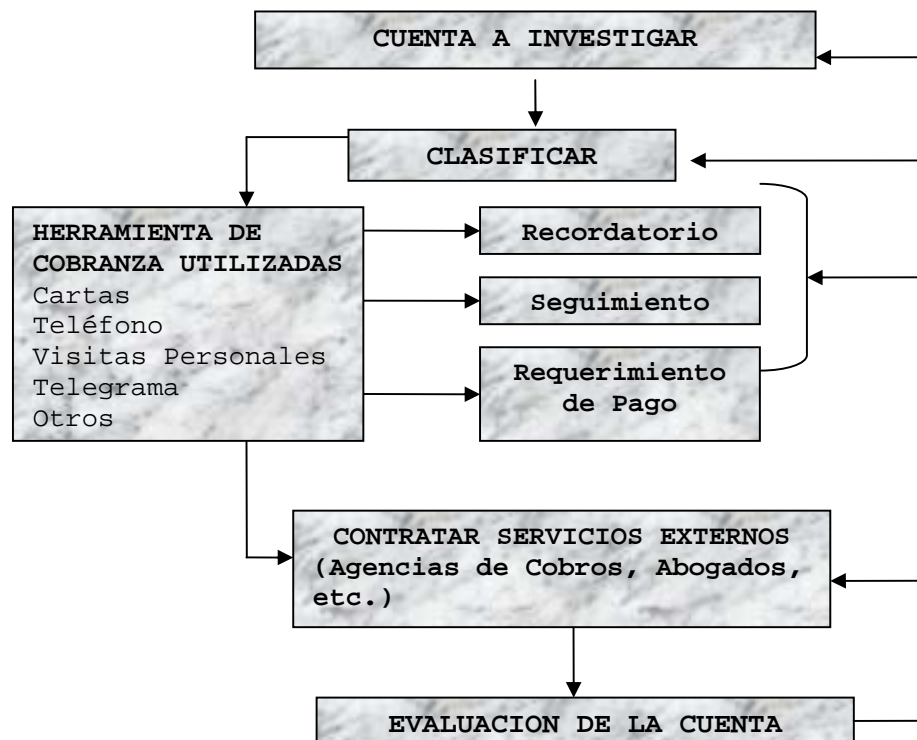 CUENTA A INVESTIGAR
CLASIFICAR
HERRAMIENTA DE
COBRANZA UTILIZADAS
Cartas
Teléfono
Visitas Personales
Telegrama
Otros
Recordatorio
Seguimiento
Requerimiento
de Pago
CONTRATAR SERVICIOS EXTERNOS
(Agencias de Cobros, Abogados,
etc.)
EVALUACION DE LA CUENTA